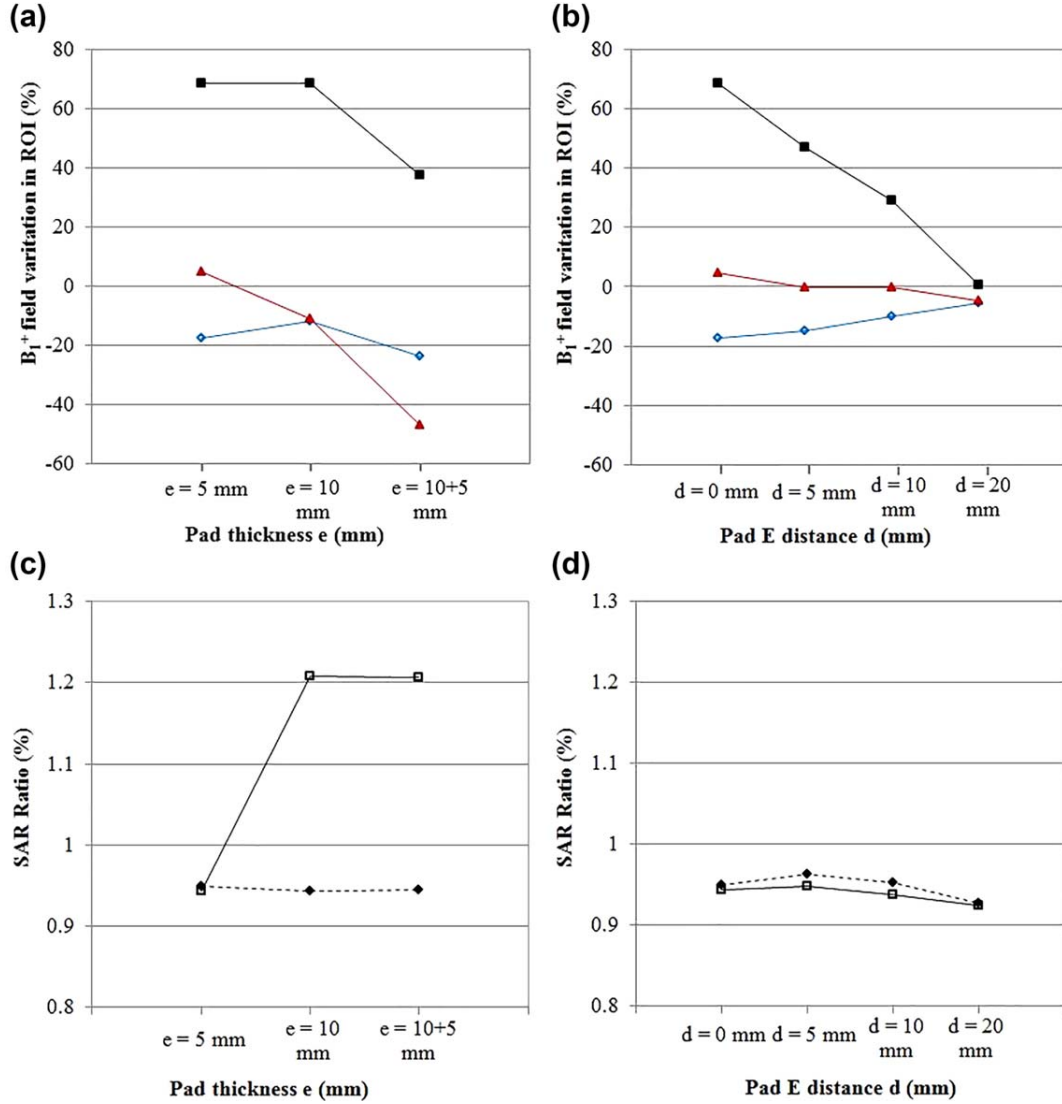 (a)
B₁⁺ field varitation in ROI (%)
80
60
40
20
0
-20
-40
-60
e = 5 mm
e = 10
mm
e = 10+5
mm
Pad thickness e (mm)
(b)
B₁⁺ field varitation in ROI (%)
80
60
40
20
0
-20
-40
-60
d = 0 mm
d = 5 mm
d = 10
mm
d = 20
mm
Pad E distance d (mm)
(c)
SAR Ratio (%)
1.3
1.2
1.1
1
0.9
0.8
e = 5 mm
e = 10
mm
e = 10+5
mm
Pad thickness e (mm)
(d)
SAR Ratio (%)
1.3
1.2
1.1
1
0.9
0.8
d = 0 mm
d = 5 mm
d = 10
mm
d = 20
mm
Pad E distance d (mm)